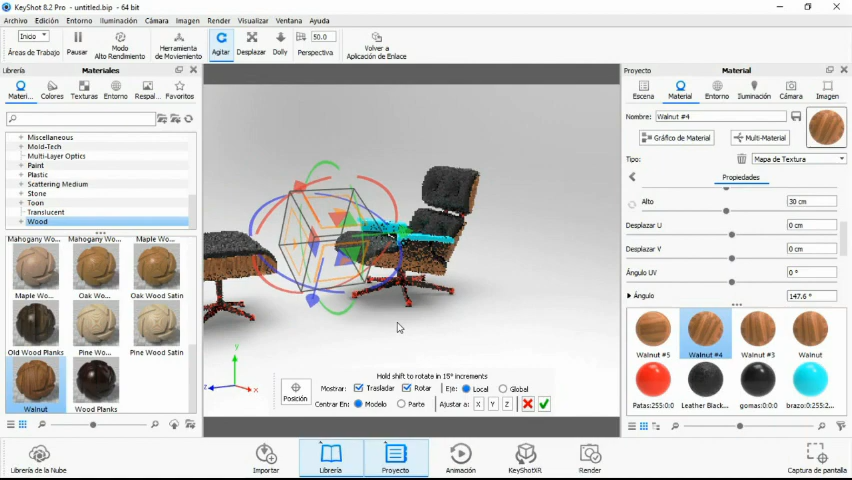 KeyShot 8.2 Pro - untitled.bip - 64 bit
Archivo Edición Entorno Iluminación Cámara Imagen Render Visualizar Ventana Ayuda
Inicio 50.0
Áreas de Trabajo Pausar Modo Alto Rendimiento Herramienta de Moviemiento Agitar Desplazar Dolly Perspectiva Volver a Aplicación de Enlace
Librería Materiales Proyecto Material
Materi... Colores Texturas Entorno Respal... Favoritos
Escena Material Entorno Iluminación Cámara Imagen
Nombre: Walnut #4
Gráfico de Material Multi-Material
Tipo: Mapa de Textura
Propiedades
Alto 30 cm
Desplazar U 0 cm
Desplazar V 0 cm
Ángulo UV 0 °
Ángulo 147.6 °
Miscellaneous
Mold-Tech
Multi-Layer Optics
Paint
Plastic
Scattering Medium
Stone
Toon
Translucent
Wood
Mahogany Wo... Mahogany Wo... Maple Wo...
Maple Wo... Oak Woo... Oak Wood Satin
Old Wood Planks Pine Woo... Pine Wood Satin
Walnut Wood Planks
Walnut #5 Walnut #4 Walnut #3 Walnut
Patas:255:0:0 Leather Black... gomas:0:0:0 brazo:0:255:2...
y
z x
Hold shift to rotate in 15° increments
Posición
Mostrar: Trasladar Rotar Eje: Local Global
Centrar En: Modelo Parte Ajustar a: X Y Z
Librería de la Nube Importar Librería Proyecto Animación KeyShotXR Render Captura de pantalla